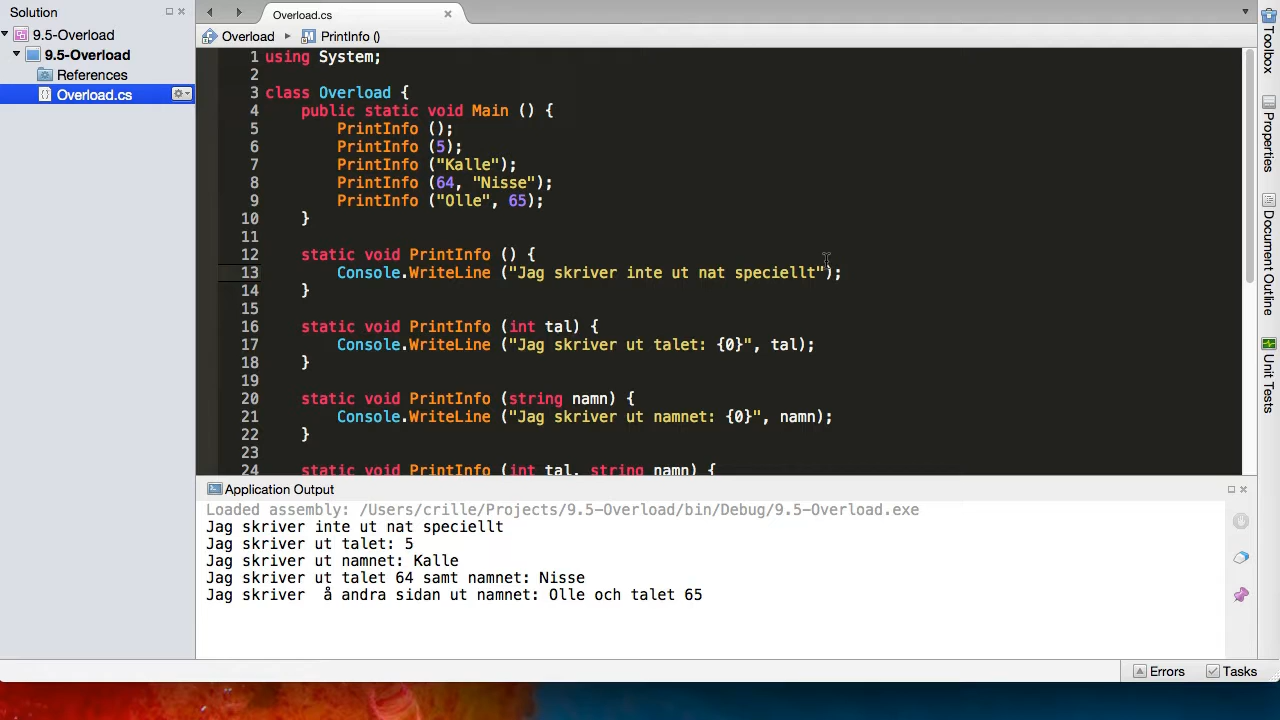 Solution
Overload.cs
9.5-Overload
9.5-Overload
References
Overload.cs
Overload ▸ PrintInfo ()
1 using System;
2
3 class Overload {
4 public static void Main () {
5 PrintInfo ();
6 PrintInfo (5);
7 PrintInfo ("Kalle");
8 PrintInfo (64, "Nisse");
9 PrintInfo ("Olle", 65);
10 }
11
12 static void PrintInfo () {
13 Console.WriteLine ("Jag skriver inte ut nat speciellt");
14 }
15
16 static void PrintInfo (int tal) {
17 Console.WriteLine ("Jag skriver ut talet: {0}", tal);
18 }
19
20 static void PrintInfo (string namn) {
21 Console.WriteLine ("Jag skriver ut namnet: {0}", namn);
22 }
23
24 static void PrintInfo (int tal, string namn) {
Application Output
Loaded assembly: /Users/crille/Projects/9.5-Overload/bin/Debug/9.5-Overload.exe
Jag skriver inte ut nat speciellt
Jag skriver ut talet: 5
Jag skriver ut namnet: Kalle
Jag skriver ut talet 64 samt namnet: Nisse
Jag skriver  å andra sidan ut namnet: Olle och talet 65
Errors
Tasks
Toolbox
Properties
Document Outline
Unit Tests